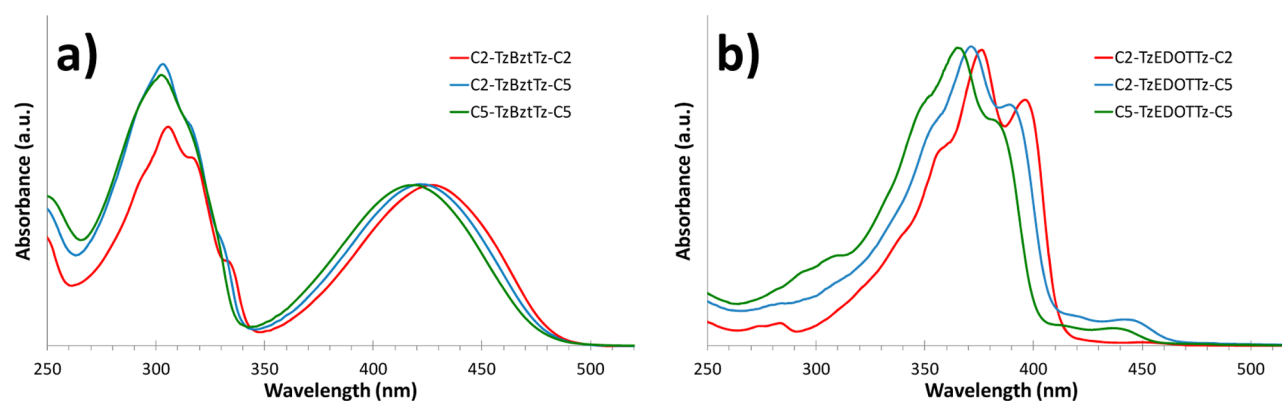 a)
C2-TzBztTz-C2
C2-TzBztTz-C5
C5-TzBztTz-C5
Absorbance (a.u.)
250 300 350 400 450 500
Wavelength (nm)
b)
C2-TzEDOTTz-C2
C2-TzEDOTTz-C5
C5-TzEDOTTz-C5
Absorbance (a.u.)
250 300 350 400 450 500
Wavelength (nm)